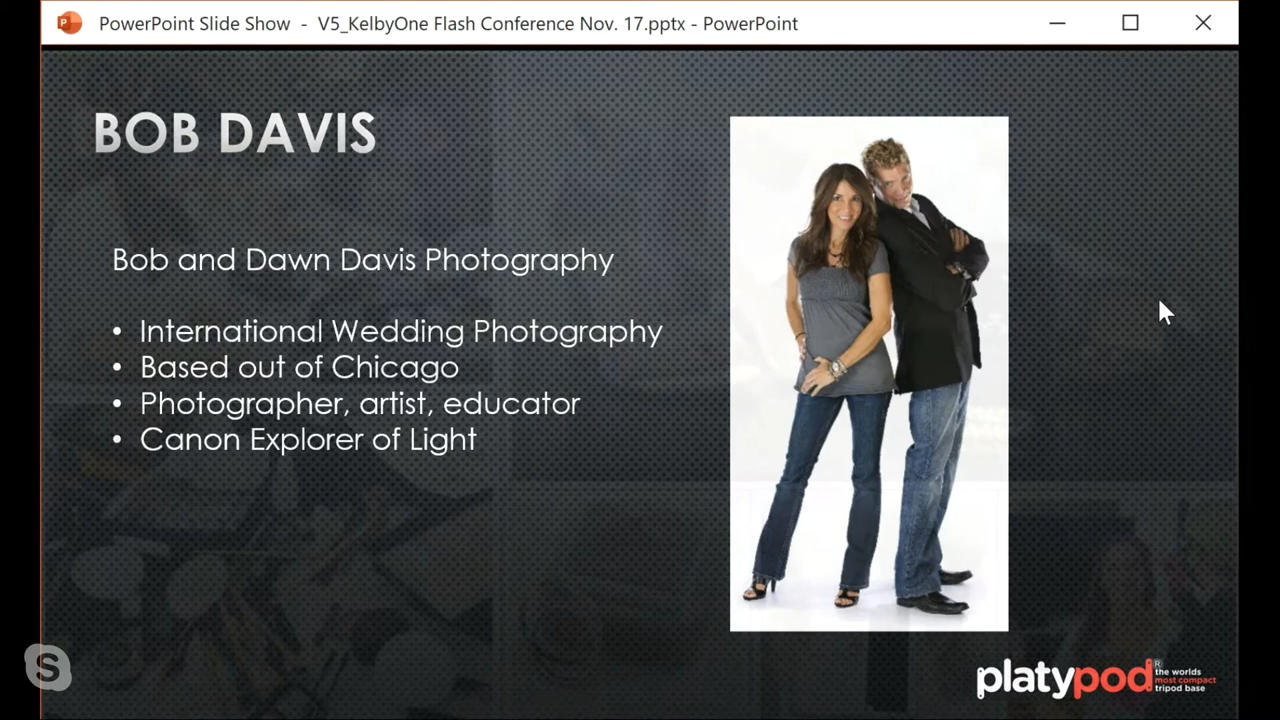 PowerPoint Slide Show - V5_KelbyOne Flash Conference Nov. 17.pptx - PowerPoint
BOB DAVIS
Bob and Dawn Davis Photography
• International Wedding Photography
• Based out of Chicago
• Photographer, artist, educator
• Canon Explorer of Light
platypod®
the worlds
most compact
tripod base
S